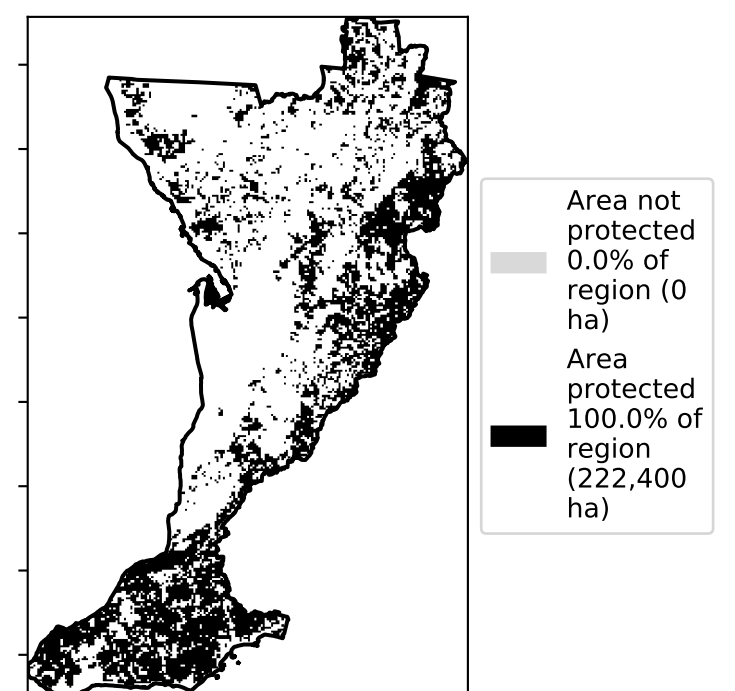 Area not
protected
0.0% of
region (0
ha)
Area
protected
100.0% of
region
(222,400
ha)